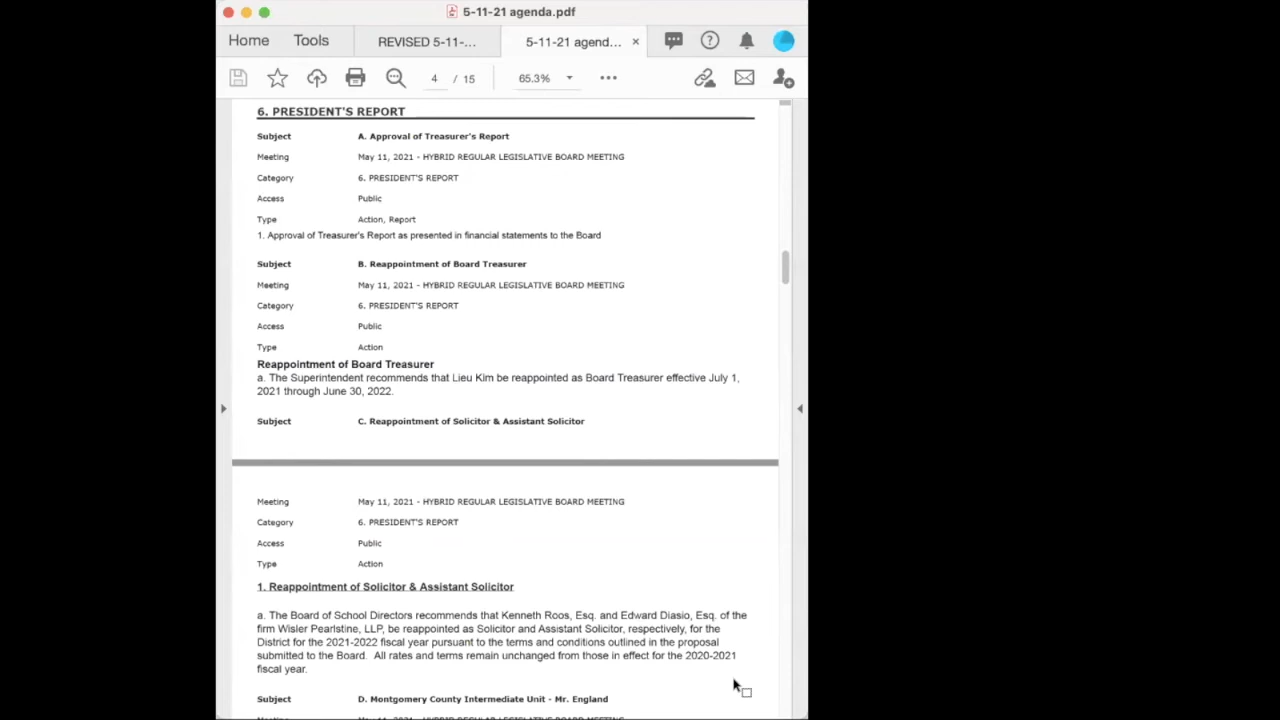 5-11-21 agenda.pdf
Home Tools REVISED 5-11-... 5-11-21 agend... ×
4 / 15 65.3%
6. PRESIDENT'S REPORT
Subject A. Approval of Treasurer's Report
Meeting May 11, 2021 - HYBRID REGULAR LEGISLATIVE BOARD MEETING
Category 6. PRESIDENT'S REPORT
Access Public
Type Action, Report
1. Approval of Treasurer's Report as presented in financial statements to the Board
Subject B. Reappointment of Board Treasurer
Meeting May 11, 2021 - HYBRID REGULAR LEGISLATIVE BOARD MEETING
Category 6. PRESIDENT'S REPORT
Access Public
Type Action
Reappointment of Board Treasurer
a. The Superintendent recommends that Lieu Kim be reappointed as Board Treasurer effective July 1,
2021 through June 30, 2022.
Subject C. Reappointment of Solicitor & Assistant Solicitor
Meeting May 11, 2021 - HYBRID REGULAR LEGISLATIVE BOARD MEETING
Category 6. PRESIDENT'S REPORT
Access Public
Type Action
1. Reappointment of Solicitor & Assistant Solicitor
a. The Board of School Directors recommends that Kenneth Roos, Esq. and Edward Diasio, Esq. of the
firm Wisler Pearlstine, LLP, be reappointed as Solicitor and Assistant Solicitor, respectively, for the
District for the 2021-2022 fiscal year pursuant to the terms and conditions outlined in the proposal
submitted to the Board. All rates and terms remain unchanged from those in effect for the 2020-2021
fiscal year.
Subject D. Montgomery County Intermediate Unit - Mr. England
Meeting May 11, 2021 - HYBRID REGULAR LEGISLATIVE BOARD MEETING